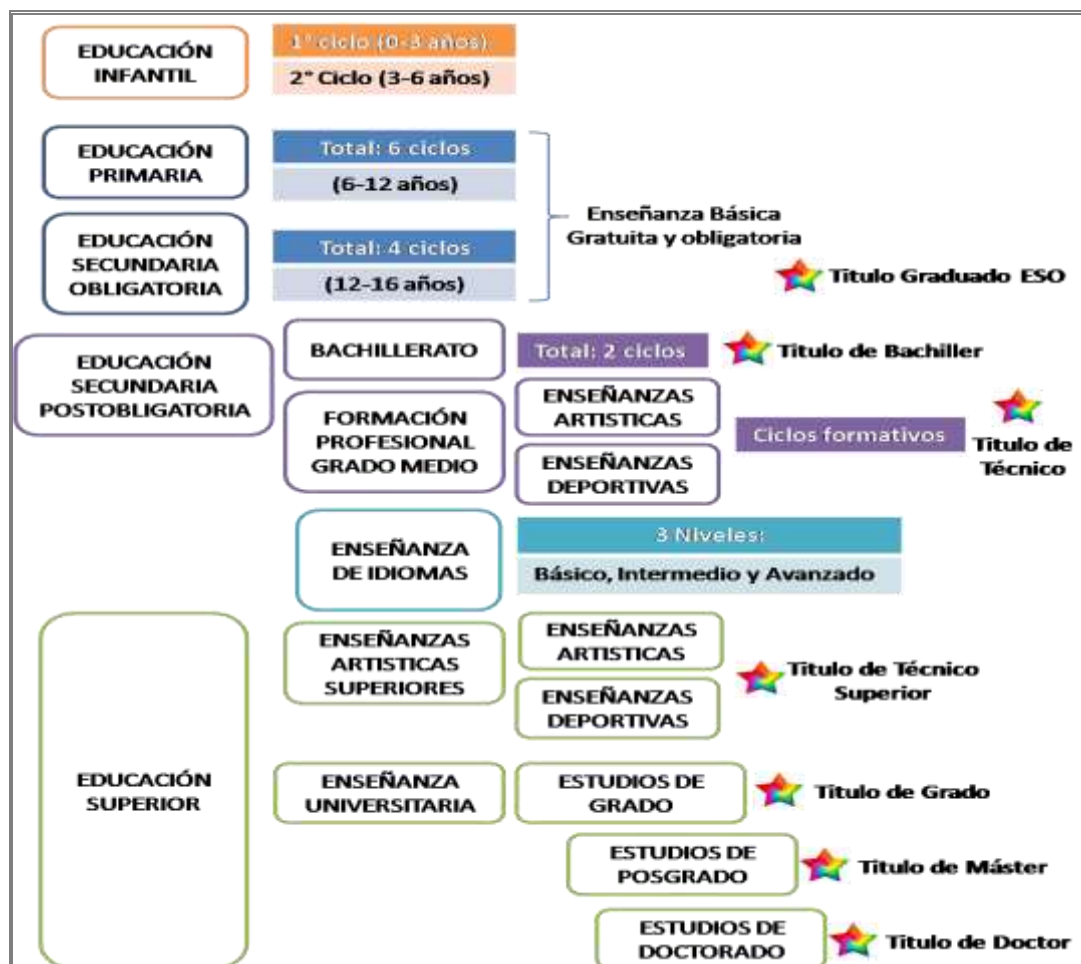 EDUCACIÓN
INFANTIL
1° ciclo (0-3 años)
2° Ciclo (3-6 años)
EDUCACIÓN
PRIMARIA
Total: 6 ciclos
(6-12 años)
EDUCACIÓN
SECUNDARIA
OBLIGATORIA
Total: 4 ciclos
(12-16 años)
Enseñanza Básica
Gratuita y obligatoria
Titulo Graduado ESO
EDUCACIÓN
SECUNDARIA
POSTOBLIGATORIA
BACHILLERATO
Total: 2 ciclos
Titulo de Bachiller
FORMACIÓN
PROFESIONAL
GRADO MEDIO
ENSEÑANZAS
ARTISTICAS
ENSEÑANZAS
DEPORTIVAS
Ciclos formativos
Titulo de
Técnico
ENSEÑANZA
DE IDIOMAS
3 Niveles:
Básico, Intermedio y Avanzado
EDUCACIÓN
SUPERIOR
ENSEÑANZAS
ARTISTICAS
SUPERIORES
ENSEÑANZAS
ARTISTICAS
ENSEÑANZAS
DEPORTIVAS
Titulo de Técnico
Superior
ENSEÑANZA
UNIVERSITARIA
ESTUDIOS DE
GRADO
Titulo de Grado
ESTUDIOS DE
POSGRADO
Titulo de Máster
ESTUDIOS DE
DOCTORADO
Titulo de Doctor